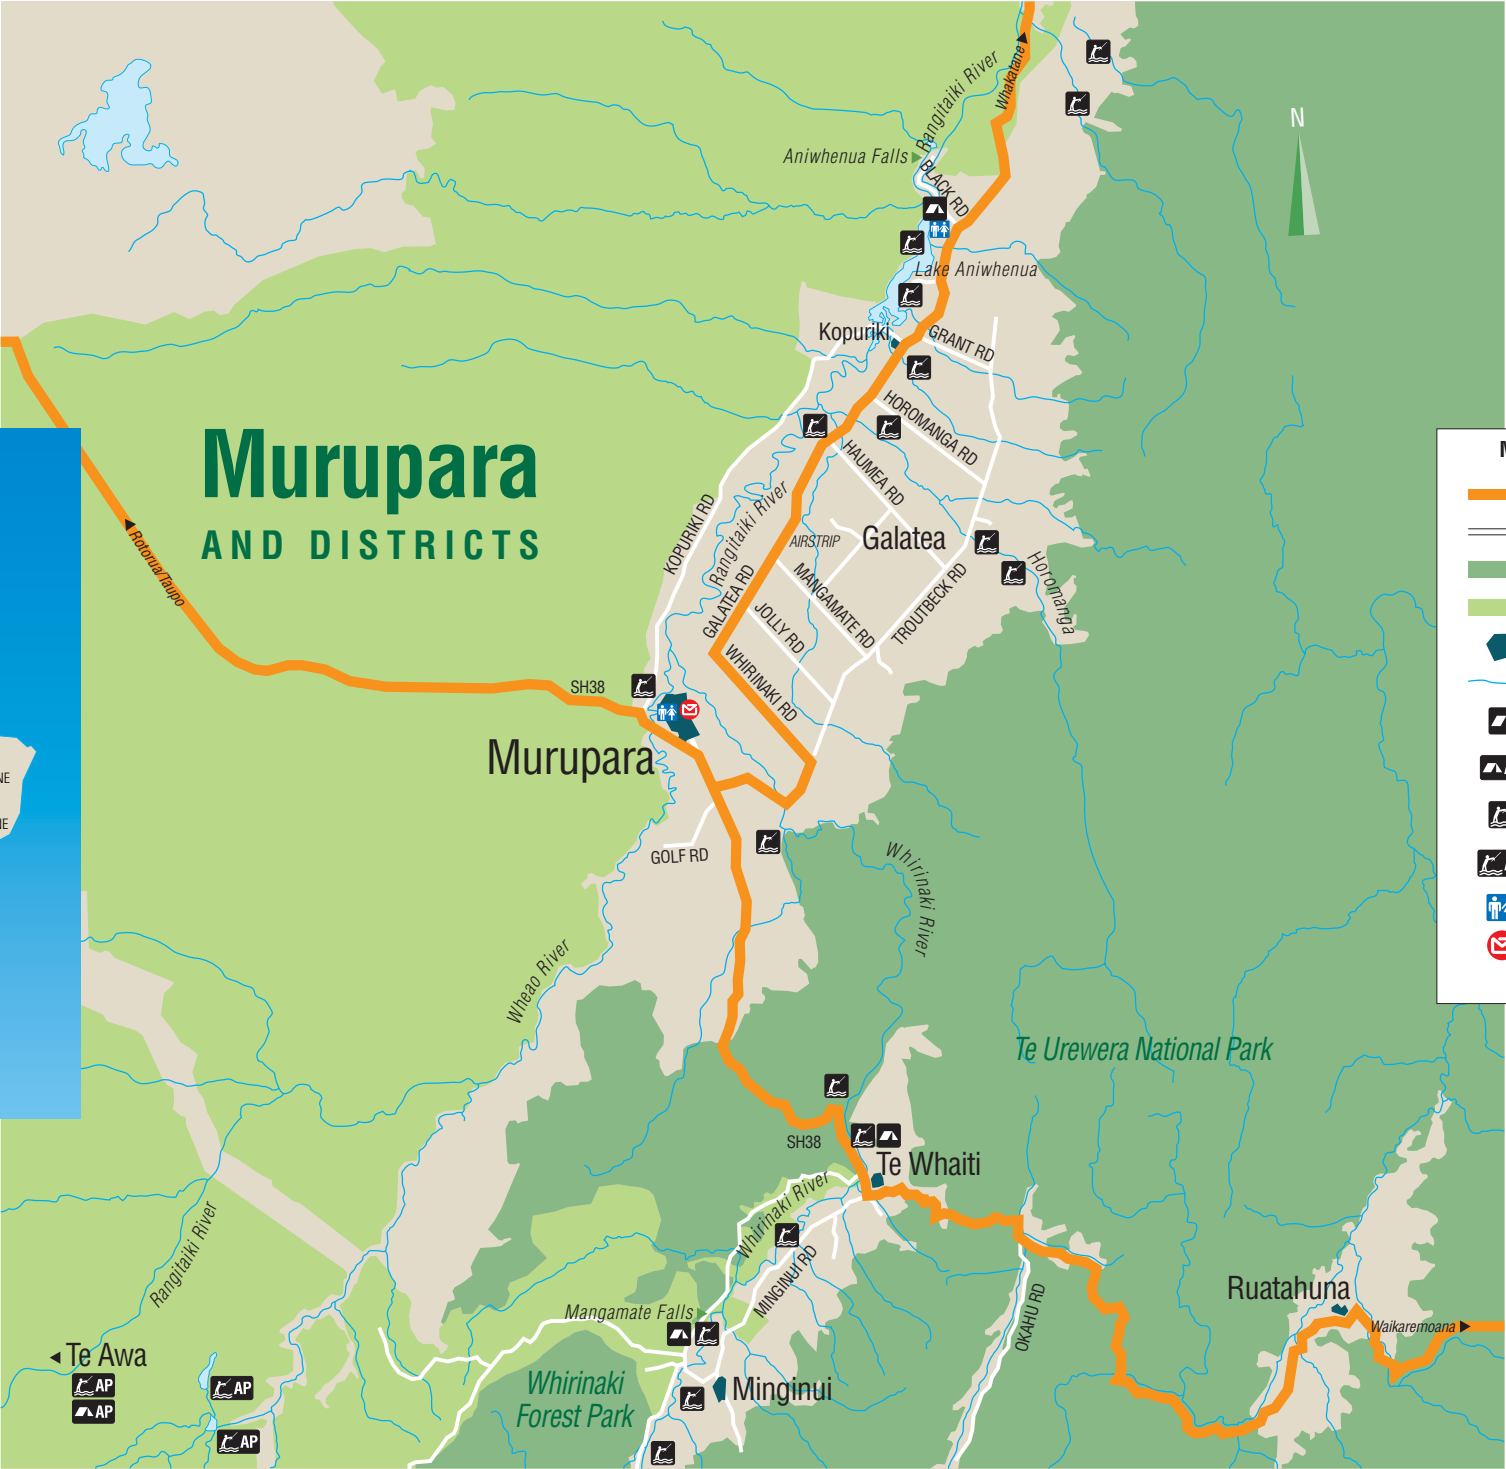 Whakatane
Rangitaiki River
N
Aniwhenua Falls
BLACK RD
Lake Aniwhenua
Kopuriki
GRANT RD
HOROMANGA RD
Murupara
AND DISTRICTS
HAUMEA RD
KOPURIKI RD
Rangitaiki River
AIRSTRIP
Galatea
Rotorua/Taupo
GALATEA RD
MANGAMATE RD
JOLLY RD
TROUTBECK RD
Horomanga
WHIRINAKI RD
SH38
Murupara
NE
NE
GOLF RD
Whirinaki River
Wheao River
Te Urewera National Park
SH38
Te Whaiti
Whirinaki River
Rangitaiki River
MINGINUI RD
OKAHU RD
Ruatahuna
Waikaremoana
Mangamate Falls
Te Awa
AP
AP
AP
AP
Whirinaki
Forest Park
Minginui